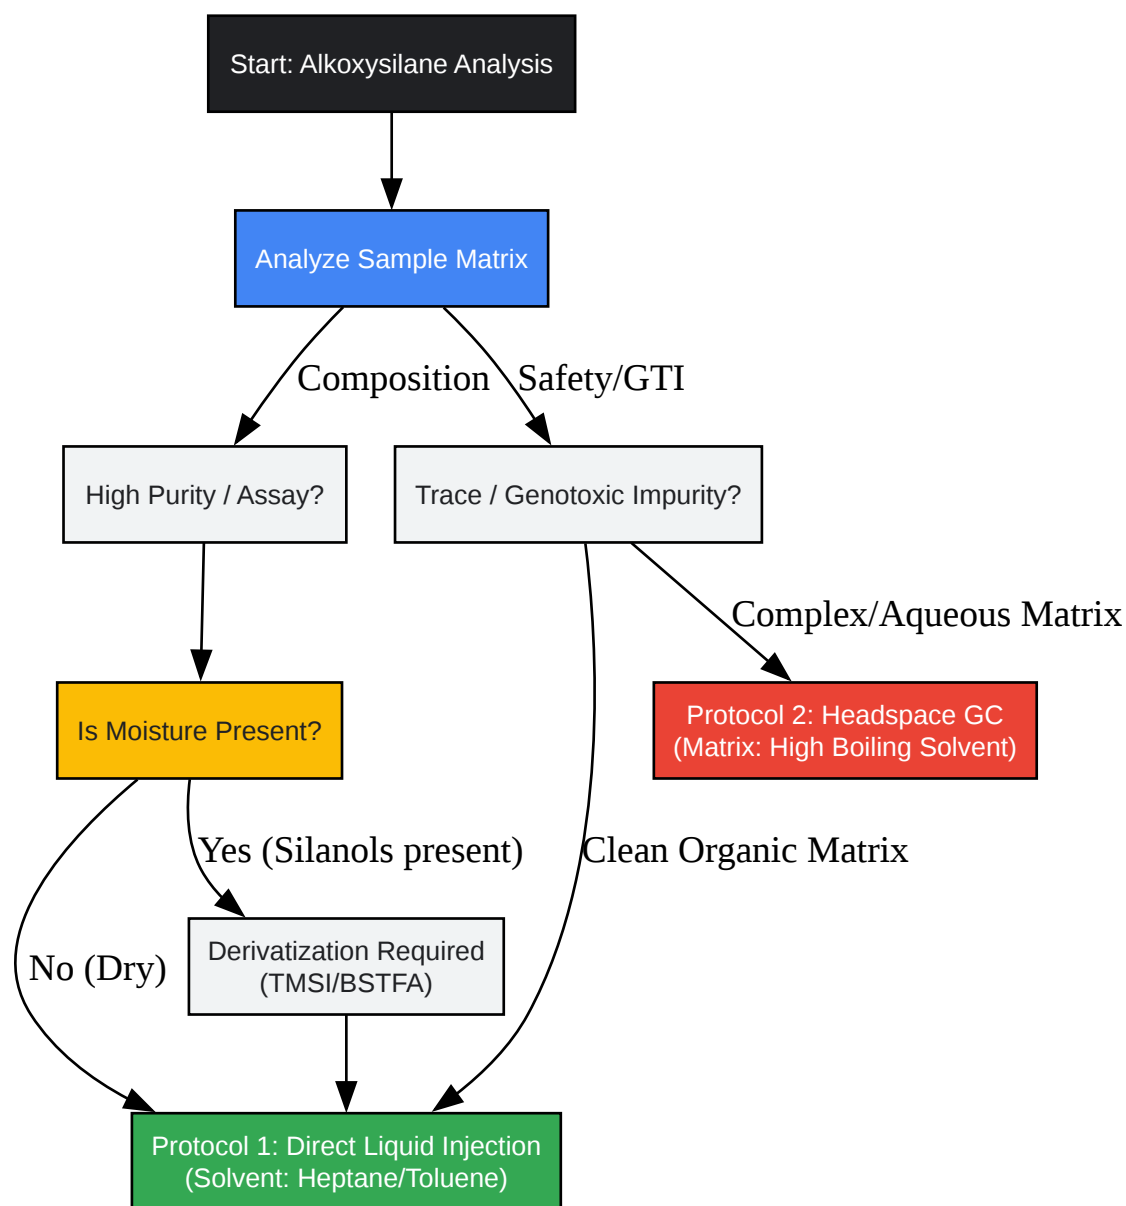 Start: Alkoxysilane Analysis
Analyze Sample Matrix
Composition
Safety/GTI
High Purity / Assay?
Trace / Genotoxic Impurity?
Complex/Aqueous Matrix
Is Moisture Present?
Protocol 2: Headspace GC
(Matrix: High Boiling Solvent)
Yes (Silanols present)
Clean Organic Matrix
Derivatization Required
(TMSI/BSTFA)
No (Dry)
Protocol 1: Direct Liquid Injection
(Solvent: Heptane/Toluene)